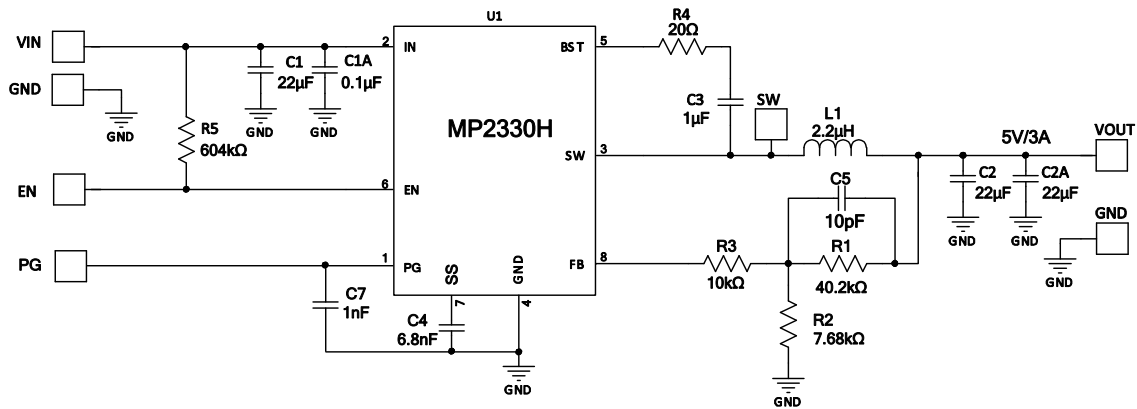 U1
VIN
GND
GND
R5
604kΩ
C1
22µF
GND
C1A
0.1µF
GND
EN
PG
C7
1nF
2
IN
6
EN
1
PG
MP2330H
BST
5
SW
3
FB
8
SS
7
GND
4
C4
6.8nF
GND
R4
20Ω
C3
1µF
SW
L1
2.2µH
5V/3A
VOUT
C5
10pF
R3
10kΩ
R1
40.2kΩ
R2
7.68kΩ
GND
C2
22µF
GND
C2A
22µF
GND
GND
GND